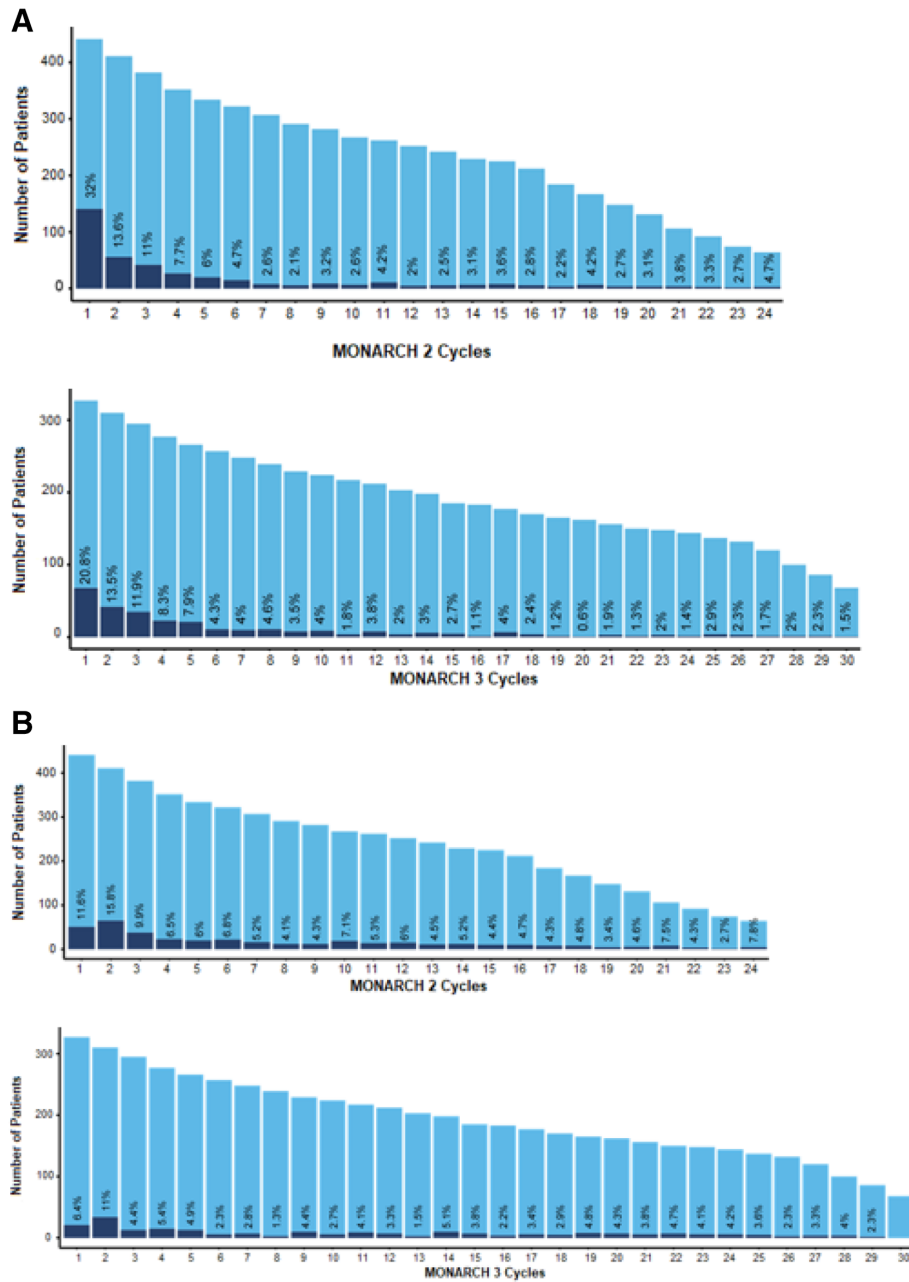 A
Number of Patients
400
300
200
100
0
32% 13.6% 11% 7.7% 6% 4.7% 2.6% 2.1% 3.2% 2.6% 4.2% 2% 2.5% 3.1% 3.6% 2.8% 2.2% 4.2% 2.7% 3.1% 3.8% 3.3% 2.7% 4.7%
1 2 3 4 5 6 7 8 9 10 11 12 13 14 15 16 17 18 19 20 21 22 23 24
MONARCH 2 Cycles
Number of Patients
300
200
100
0
20.8% 13.5% 11.9% 8.3% 7.9% 4.3% 4% 4.6% 3.5% 4% 1.8% 3.8% 2% 3% 2.7% 1.1% 4% 2.4% 1.2% 0.6% 1.9% 1.3% 2% 1.4% 2.9% 2.3% 1.7% 2% 2.3% 1.5%
1 2 3 4 5 6 7 8 9 10 11 12 13 14 15 16 17 18 19 20 21 22 23 24 25 26 27 28 29 30
MONARCH 3 Cycles
B
Number of Patients
400
300
200
100
0
11.6% 15.8% 9.9% 6.5% 6% 6.8% 5.2% 4.1% 4.3% 7.1% 5.3% 6% 4.5% 5.2% 4.4% 4.7% 4.3% 4.8% 3.4% 4.6% 7.5% 4.3% 2.7% 7.8%
1 2 3 4 5 6 7 8 9 10 11 12 13 14 15 16 17 18 19 20 21 22 23 24
MONARCH 2 Cycles
Number of Patients
300
200
100
0
6.4% 11% 4.4% 5.4% 4.9% 2.3% 2.8% 1.3% 4.4% 2.7% 4.1% 3.3% 1.5% 5.1% 3.8% 2.2% 3.4% 2.9% 4.8% 4.3% 3.8% 4.7% 4.1% 4.2% 3.6% 2.3% 3.3% 4% 2.3%
1 2 3 4 5 6 7 8 9 10 11 12 13 14 15 16 17 18 19 20 21 22 23 24 25 26 27 28 29 30
MONARCH 3 Cycles